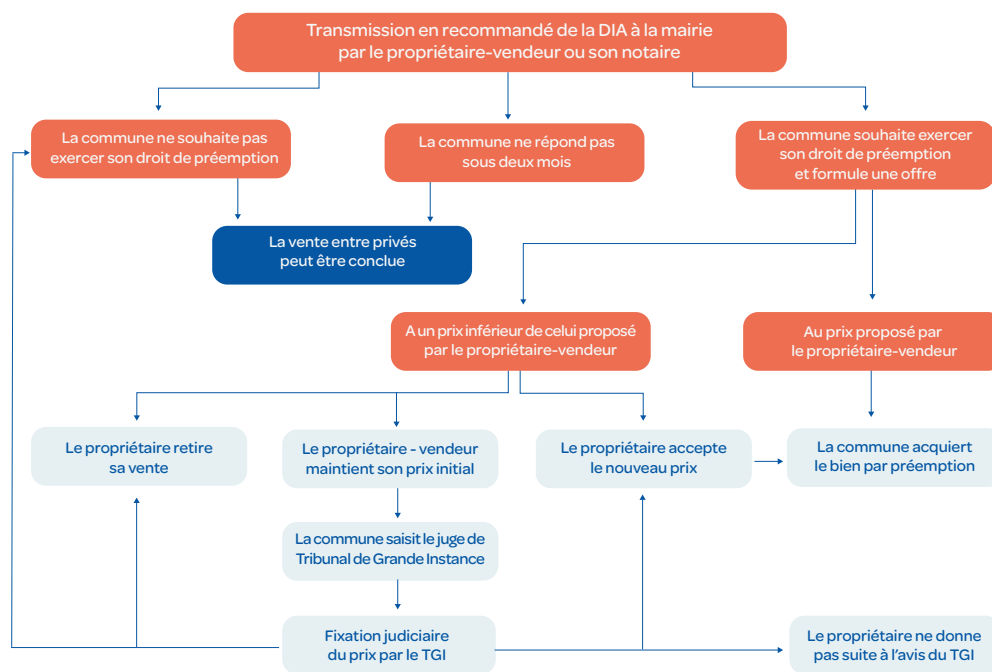 Transmission en recommandé de la DIA à la mairie
par le propriétaire-vendeur ou son notaire
La commune ne souhaite pas
exercer son droit de préemption
La commune ne répond pas
sous deux mois
La commune souhaite exercer
son droit de préemption
et formule une offre
La vente entre privés
peut être conclue
A un prix inférieur de celui proposé
par le propriétaire-vendeur
Au prix proposé par
le propriétaire-vendeur
Le propriétaire retire
sa vente
Le propriétaire - vendeur
maintient son prix initial
Le propriétaire accepte
le nouveau prix
La commune acquiert
le bien par préemption
La commune saisit le juge de
Tribunal de Grande Instance
Fixation judiciaire
du prix par le TGI
Le propriétaire ne donne
pas suite à l'avis du TGI